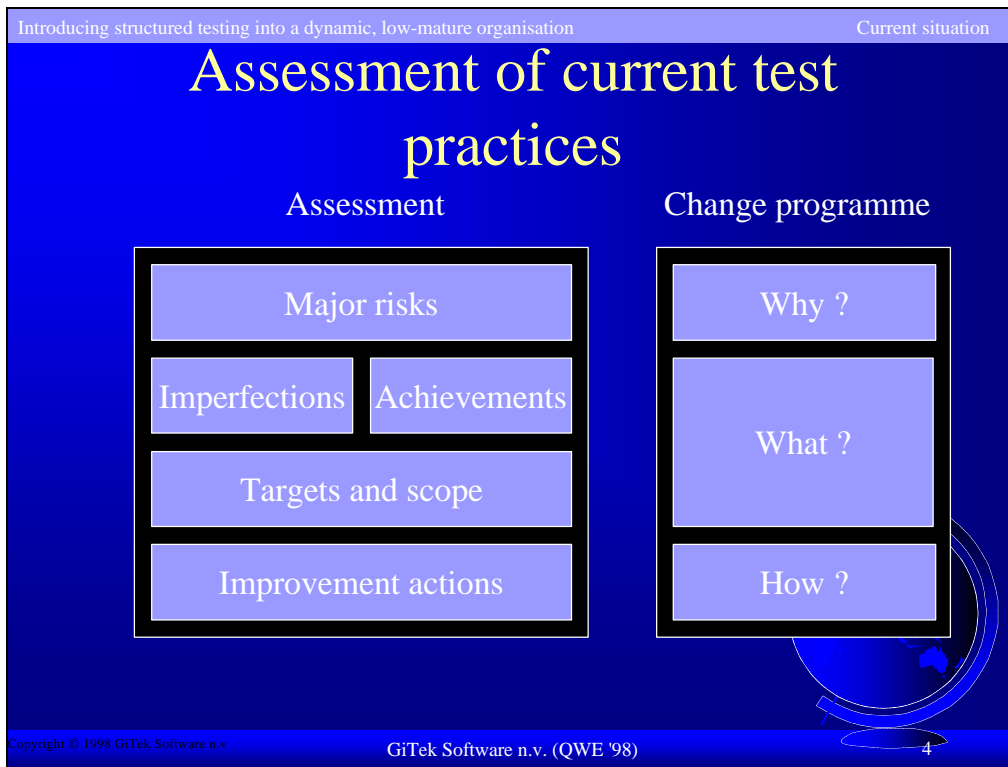 Introducing structured testing into a dynamic, low-mature organisation
Current situation
Assessment of current test
practices
Assessment
Change programme
Major risks
Why ?
Imperfections
Achievements
What ?
Targets and scope
Improvement actions
How ?
Copyright © 1998 GiTek Software n.v
GiTek Software n.v. (QWE '98)
4